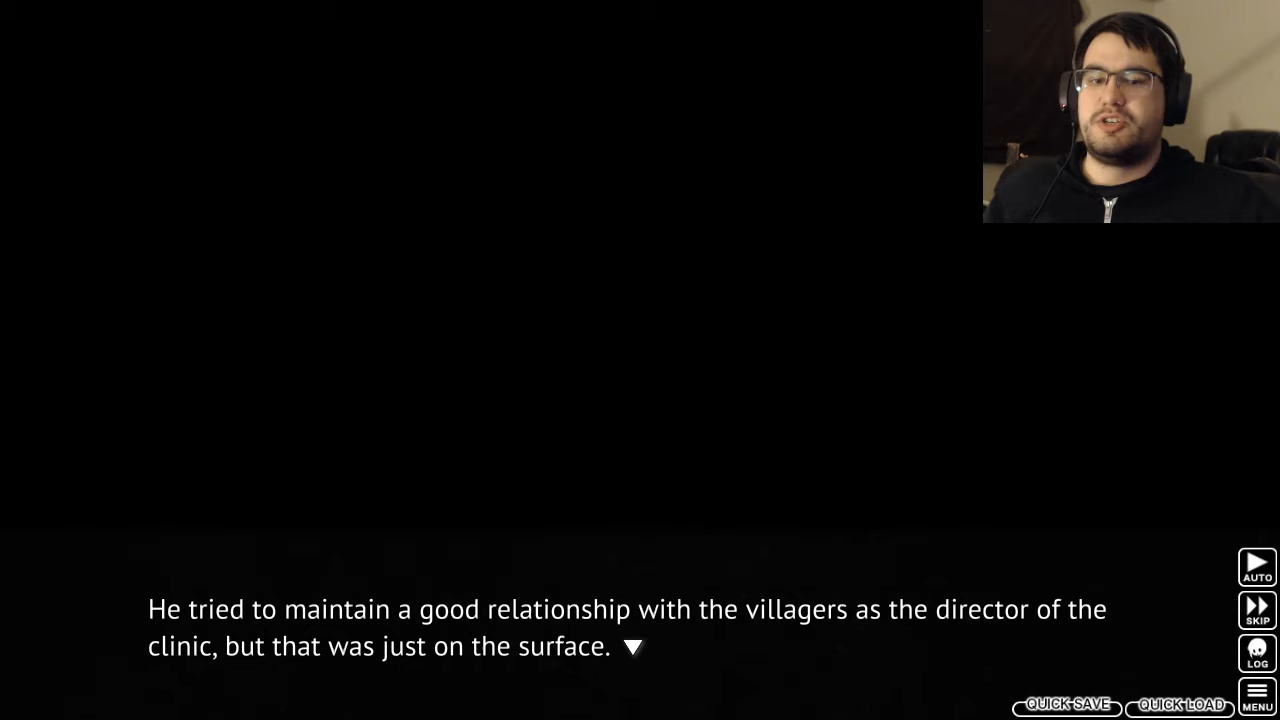 He tried to maintain a good relationship with the villagers as the director of the
clinic, but that was just on the surface.
AUTO
SKIP
LOG
MENU
QUICK SAVE
QUICK LOAD